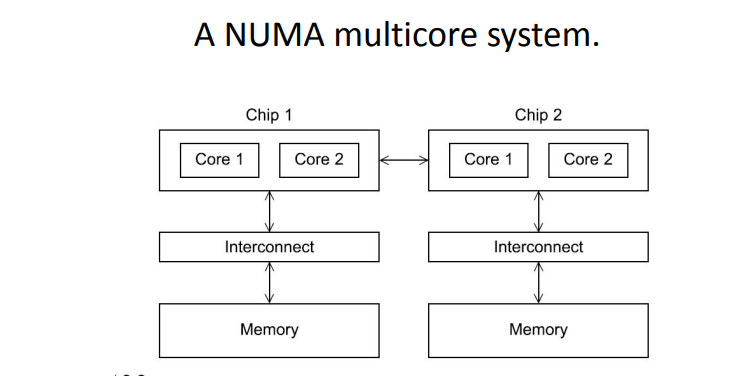 A NUMA multicore system.
Chip 1
Chip 2
Core 1
Core 2
Core 1
Core 2
Interconnect
Interconnect
Memory
Memory